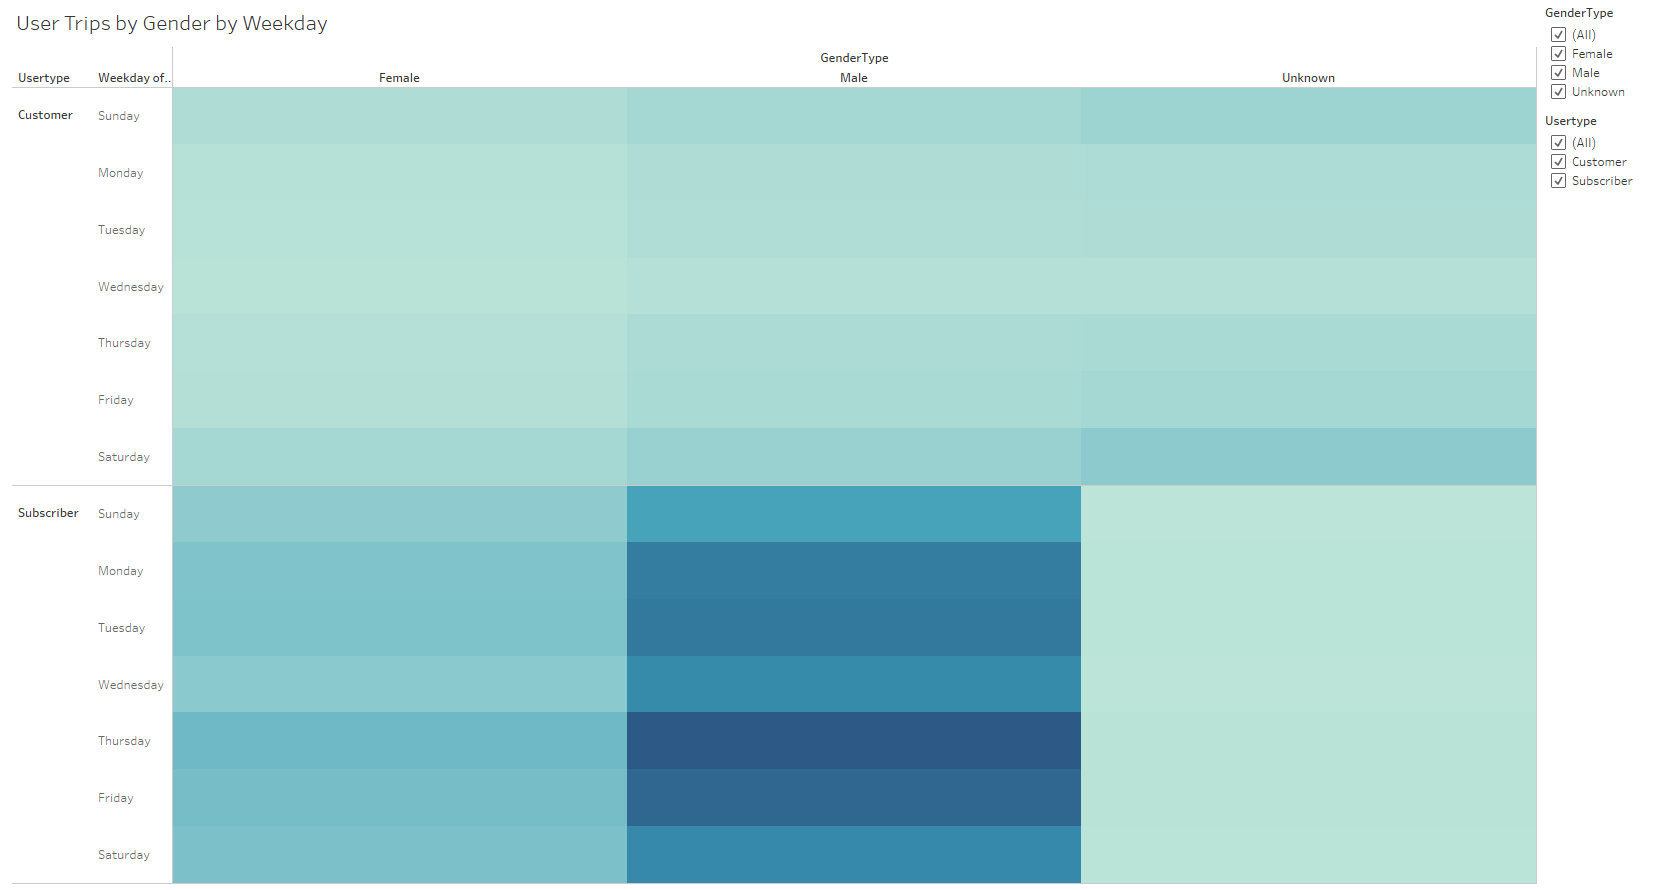 User Trips by Gender by Weekday
GenderType
Usertype Weekday of.. Female Male Unknown
Customer Sunday
Monday
Tuesday
Wednesday
Thursday
Friday
Saturday
Subscriber Sunday
Monday
Tuesday
Wednesday
Thursday
Friday
Saturday
GenderType
(All)
Female
Male
Unknown
Usertype
(All)
Customer
Subscriber